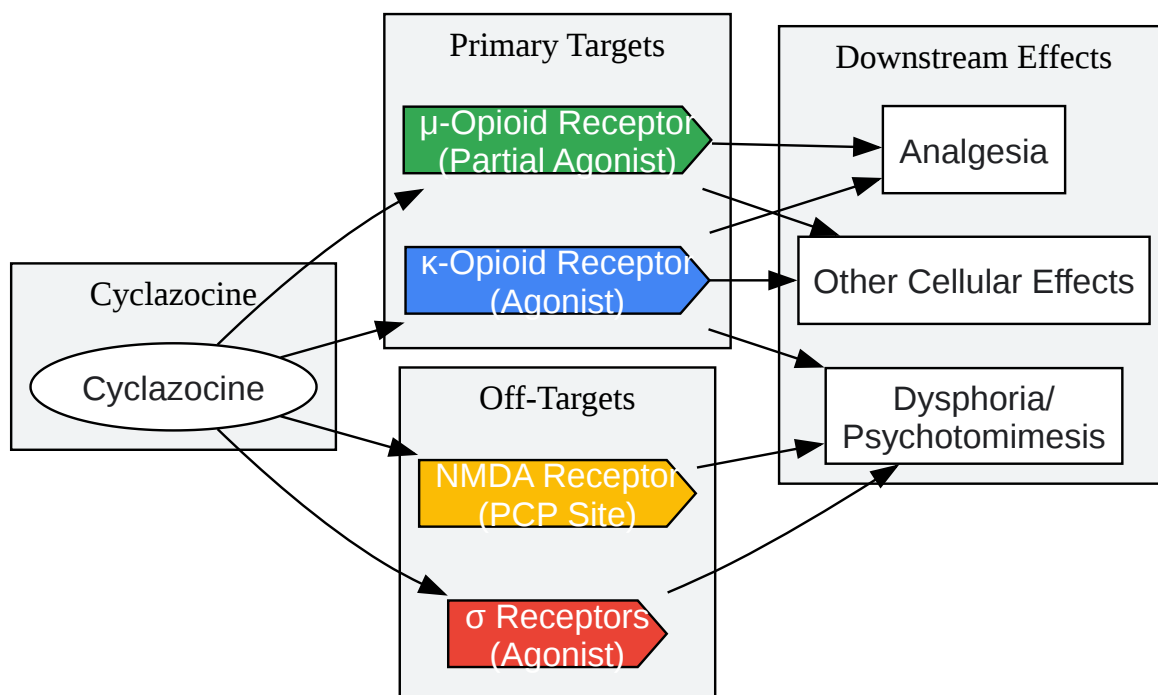 Cyclazocine
Cyclazocine
Primary Targets
μ-Opioid Receptor
(Partial Agonist)
κ-Opioid Receptor
(Agonist)
Off-Targets
NMDA Receptor
(PCP Site)
σ Receptors
(Agonist)
Downstream Effects
Analgesia
Other Cellular Effects
Dysphoria/
Psychotomimesis